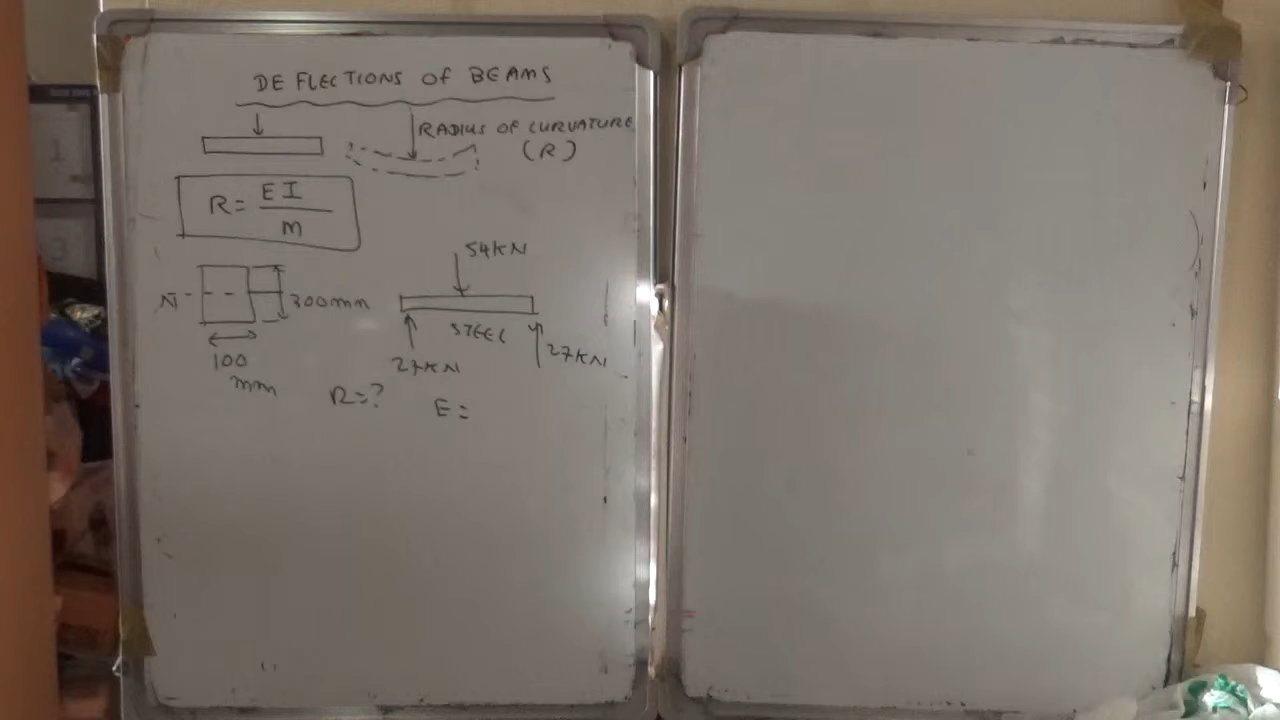 DEFLECTIONS OF BEAMS
RADIUS OF CURVATURE
(R)
R = EI / m
54KN
N
300mm
STEEL
27KN
27KN
100
mm
R=? E=